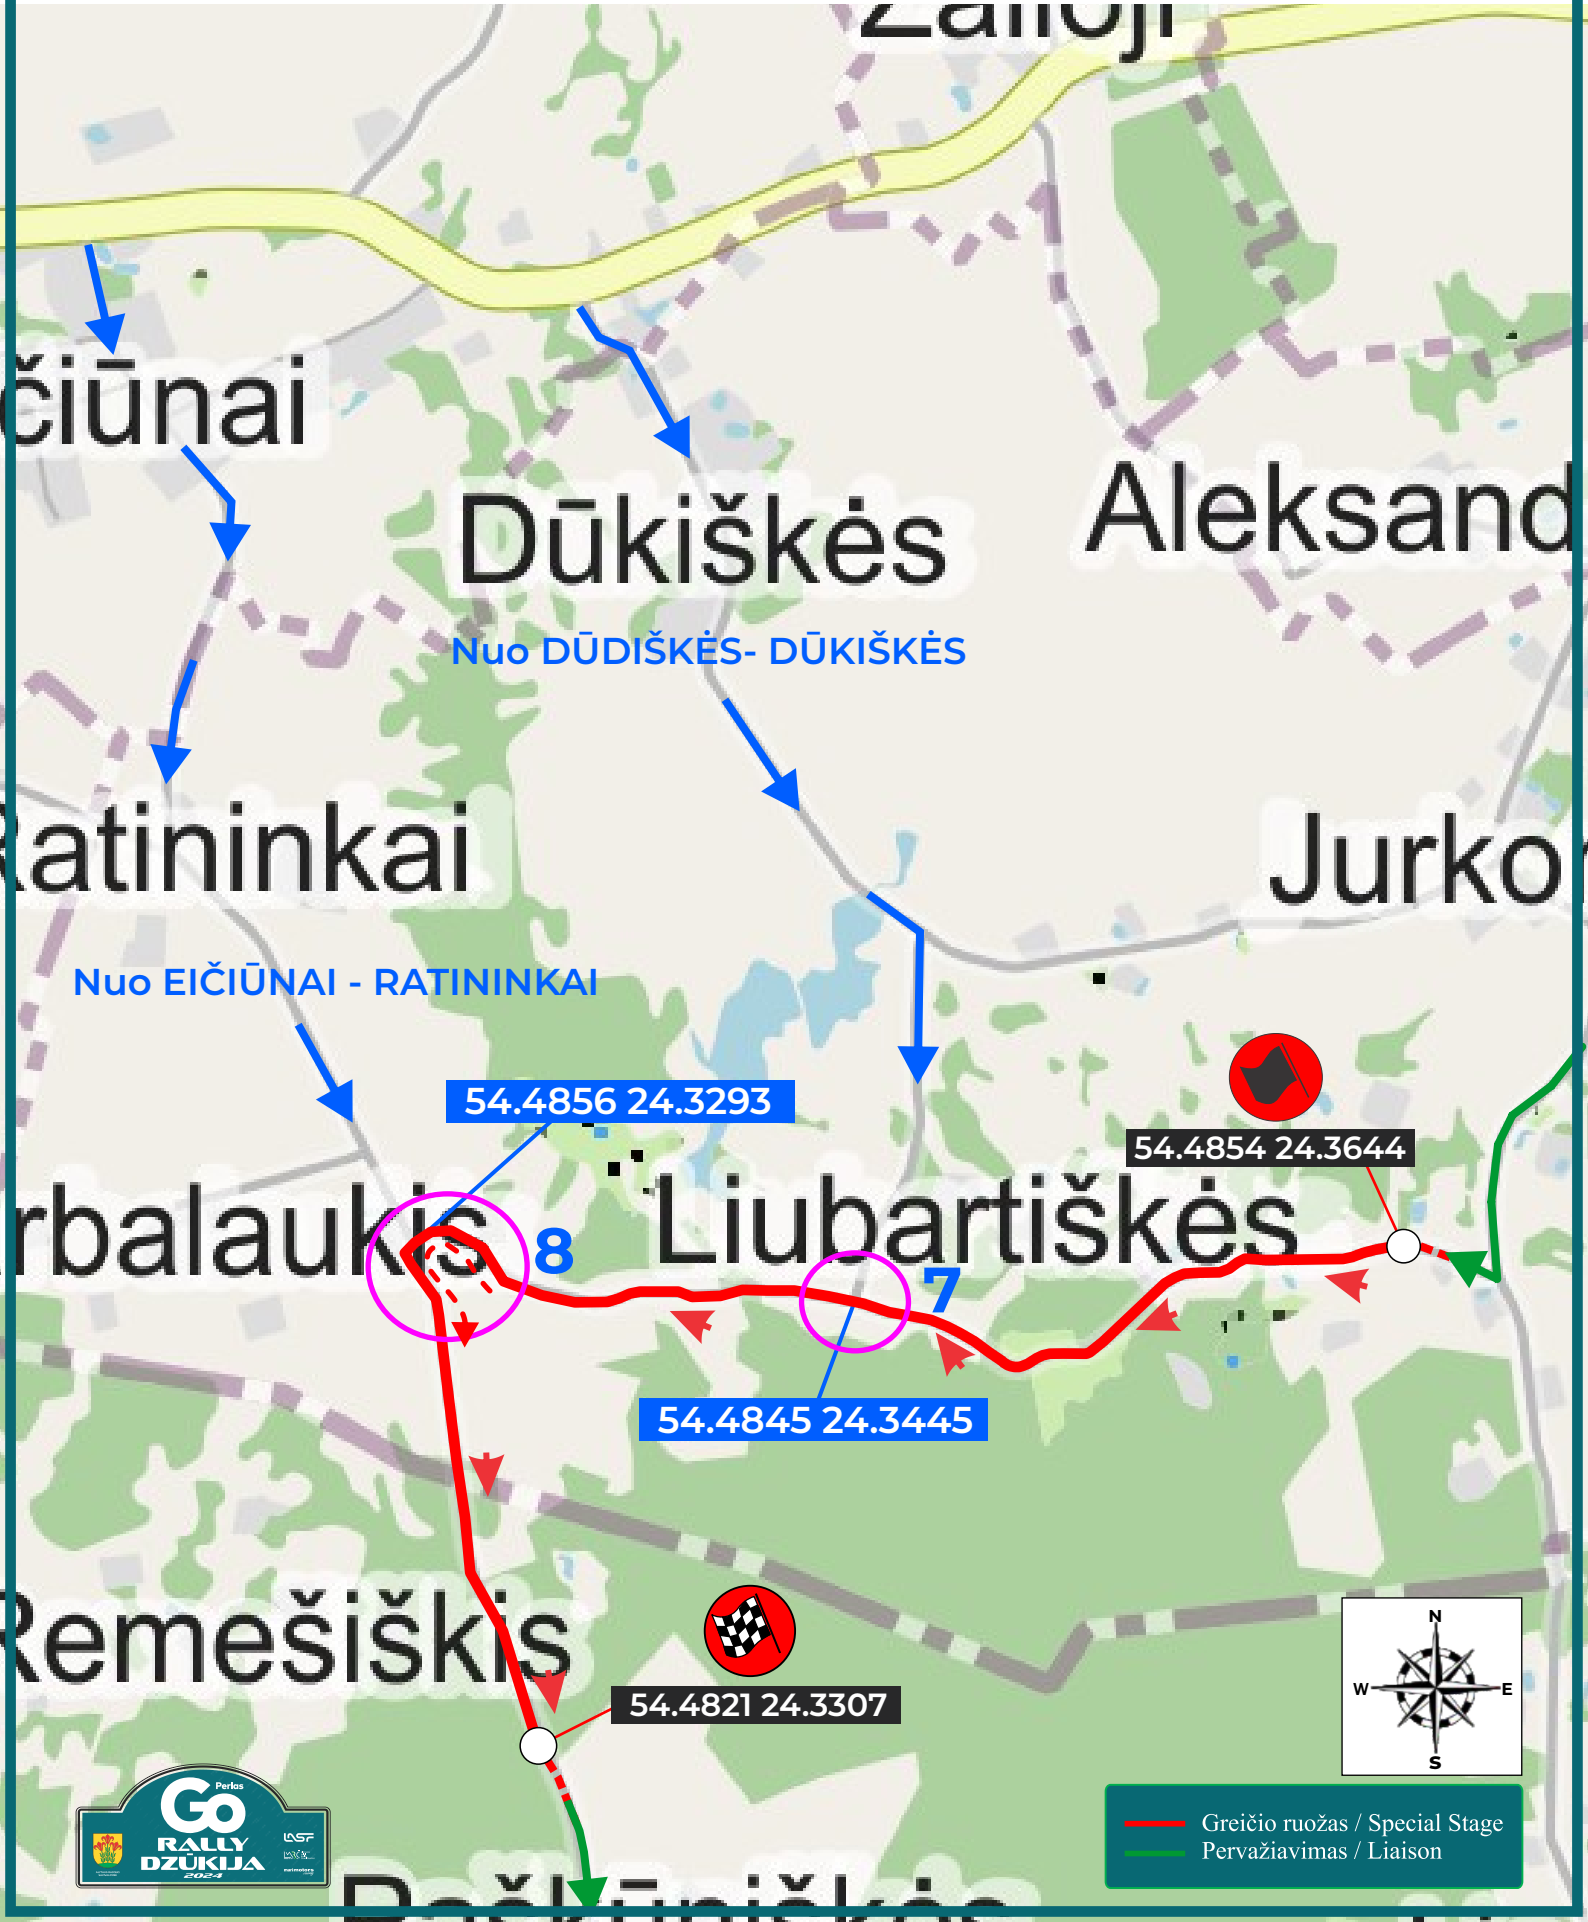 Žalioji
čiūnai
Dūkiškės
Aleksand
Nuo DŪDIŠKĖS- DŪKIŠKĖS
Ratininkai
Jurko
Nuo EIČIŪNAI - RATININKAI
54.4856 24.3293
54.4854 24.3644
rbalaukis
Liubartiškės
8
7
54.4845 24.3445
Remešiškis
54.4821 24.3307
N
W
E
S
Perlas
GO
RALLY
DZŪKIJA
2024
LASF
Greičio ruožas / Special Stage
Pervažiavimas / Liaison